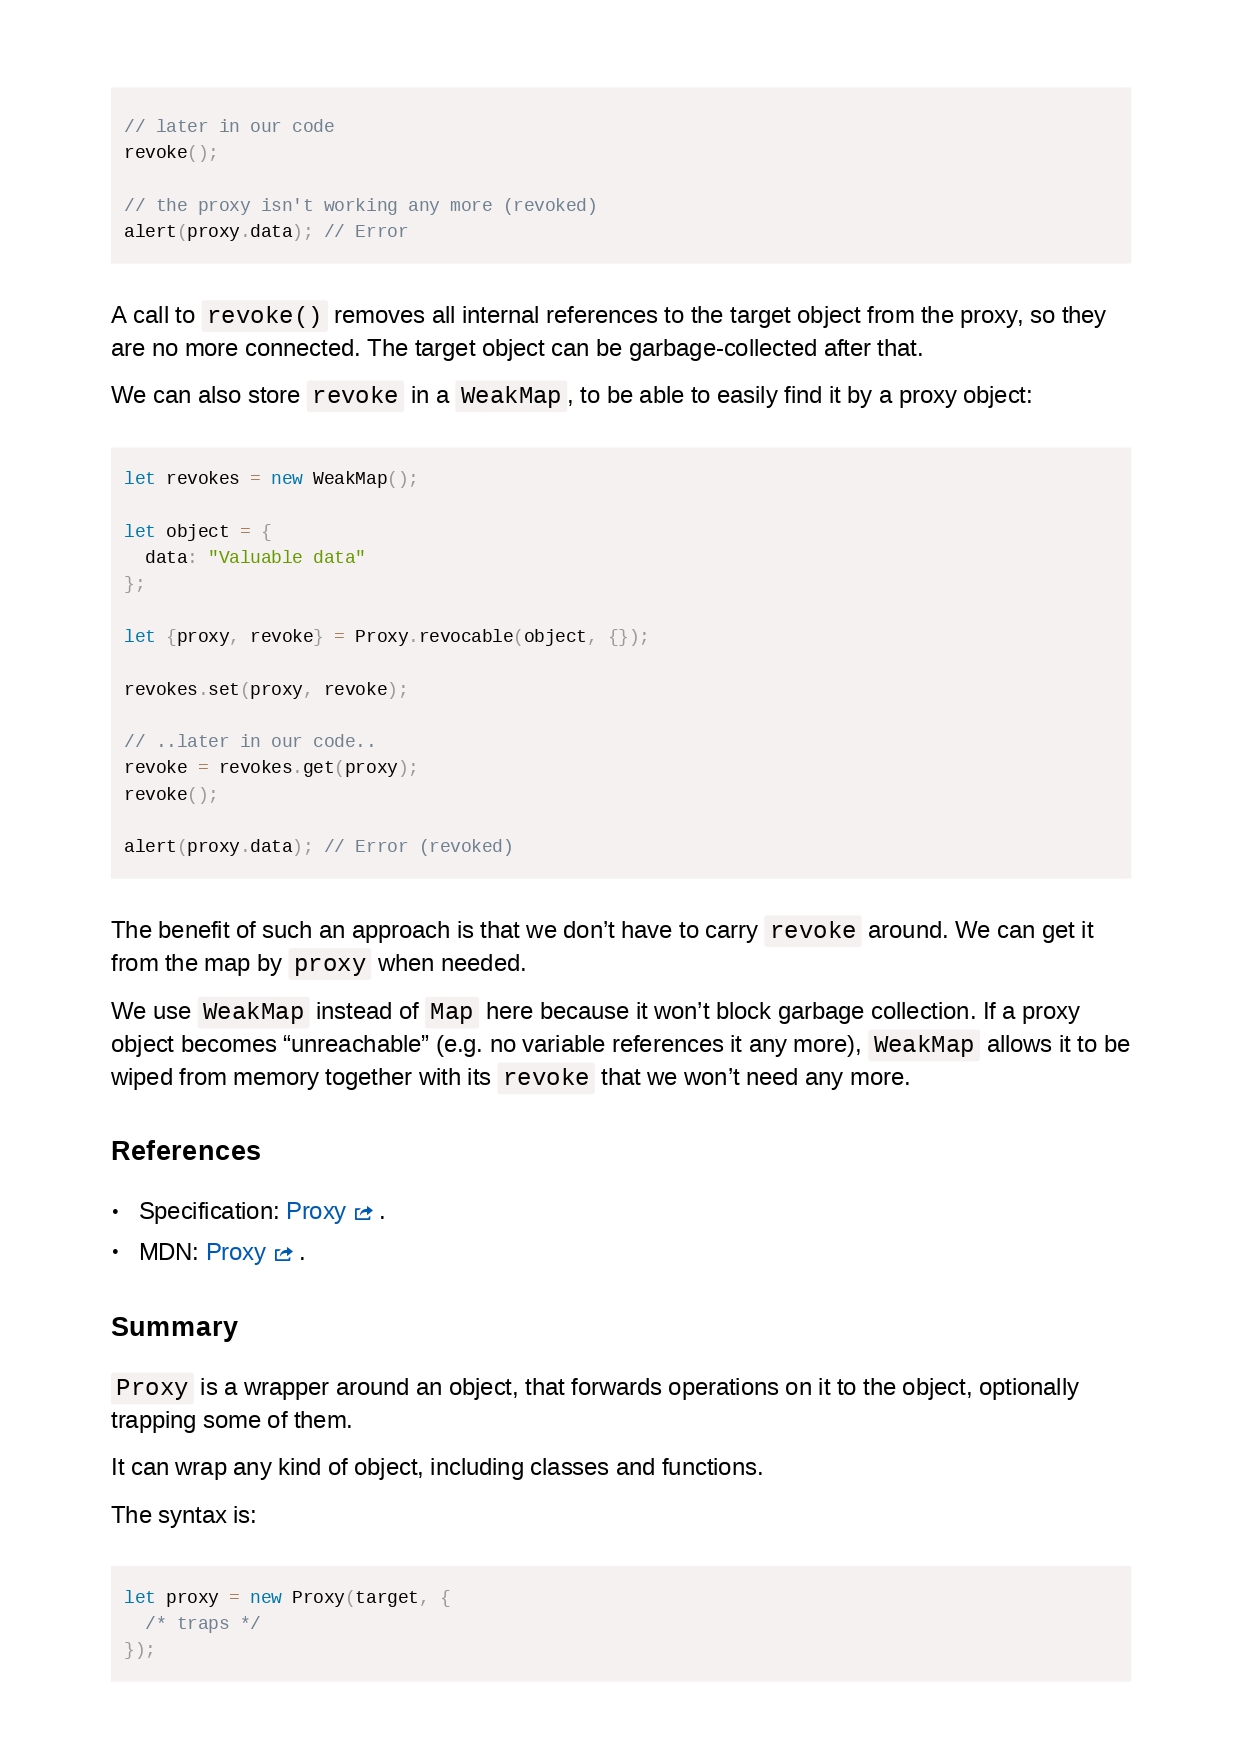 // later in our code
revoke();
// the proxy isn't working any more (revoked)
alert(proxy.data); // Error
A call to revoke() removes all internal references to the target object from the proxy, so they
are no more connected. The target object can be garbage-collected after that.
We can also store revoke in a WeakMap, to be able to easily find it by a proxy object:
let revokes = new WeakMap();
let object = {
  data: "Valuable data"
};
let {proxy, revoke} = Proxy.revocable(object, {});
revokes.set(proxy, revoke);
// ..later in our code..
revoke = revokes.get(proxy);
revoke();
alert(proxy.data); // Error (revoked)
The benefit of such an approach is that we don’t have to carry revoke around. We can get it
from the map by proxy when needed.
We use WeakMap instead of Map here because it won’t block garbage collection. If a proxy
object becomes “unreachable” (e.g. no variable references it any more), WeakMap allows it to be
wiped from memory together with its revoke that we won’t need any more.
References
• Specification: Proxy .
• MDN: Proxy .
Summary
Proxy is a wrapper around an object, that forwards operations on it to the object, optionally
trapping some of them.
It can wrap any kind of object, including classes and functions.
The syntax is:
let proxy = new Proxy(target, {
  /* traps */
});